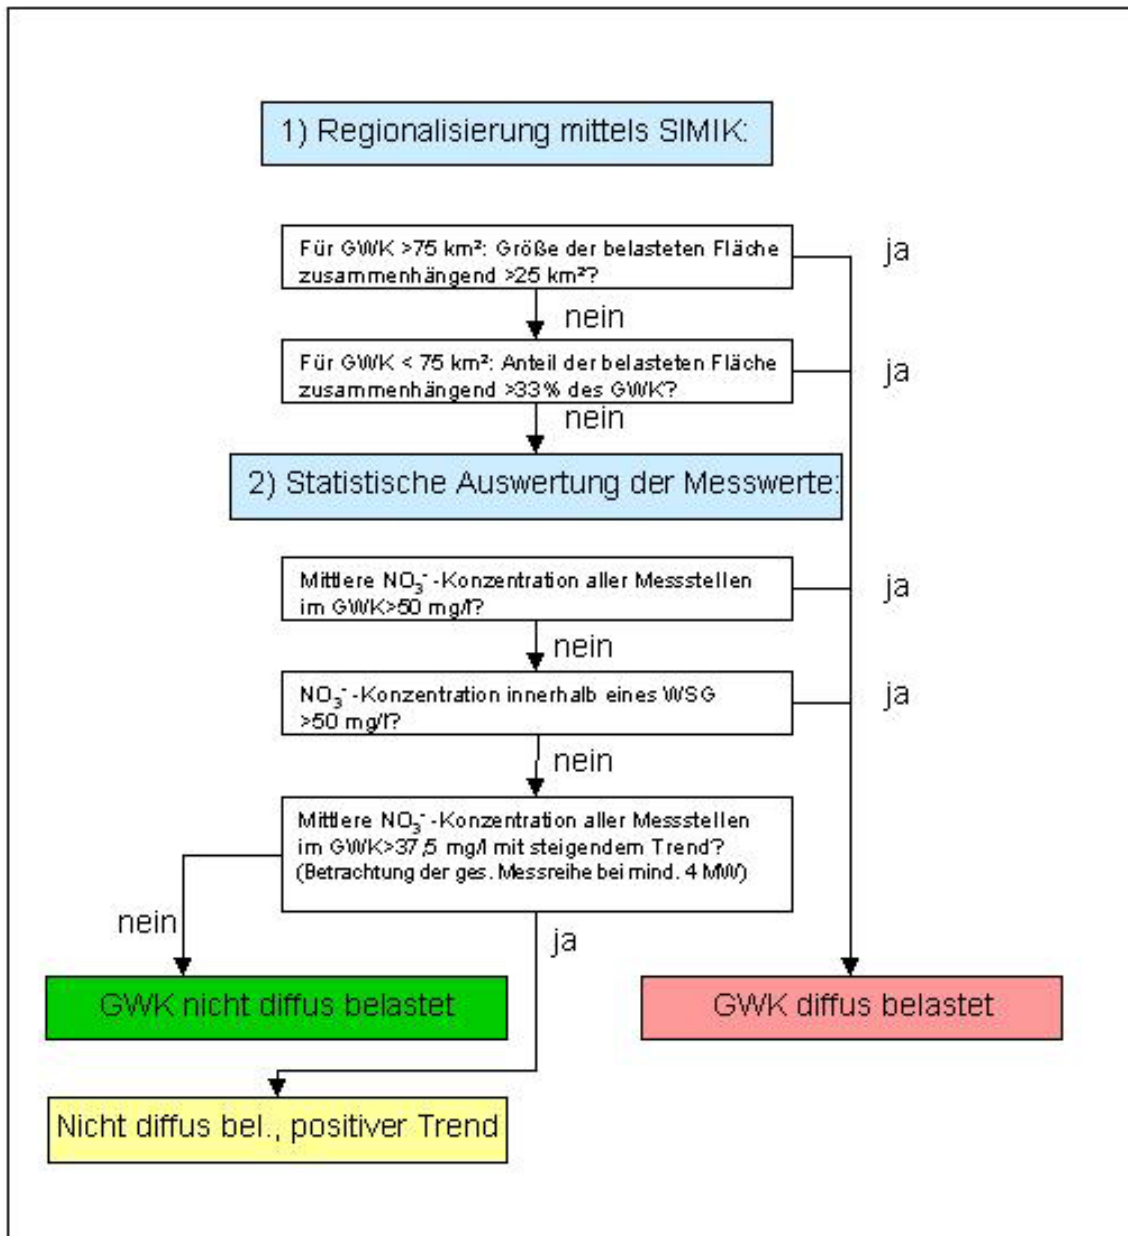 1) Regionalisierung mittels SIMIK:
Für GWK >75 km²: Größe der belasteten Fläche
zusammenhängend >25 km²?
ja
nein
Für GWK < 75 km²: Anteil der belasteten Fläche
zusammenhängend >33% des GWK?
ja
nein
2) Statistische Auswertung der Messwerte:
Mittlere NO₃⁻-Konzentration aller Messstellen
im GWK>50 mg/l?
ja
nein
NO₃⁻-Konzentration innerhalb eines WSG
>50 mg/l?
ja
nein
Mittlere NO₃⁻-Konzentration aller Messstellen
im GWK>37,5 mg/l mit steigendem Trend?
(Betrachtung der ges. Messreihe bei mind. 4 MW)
nein
ja
GWK nicht diffus belastet
GWK diffus belastet
Nicht diffus bel., positiver Trend